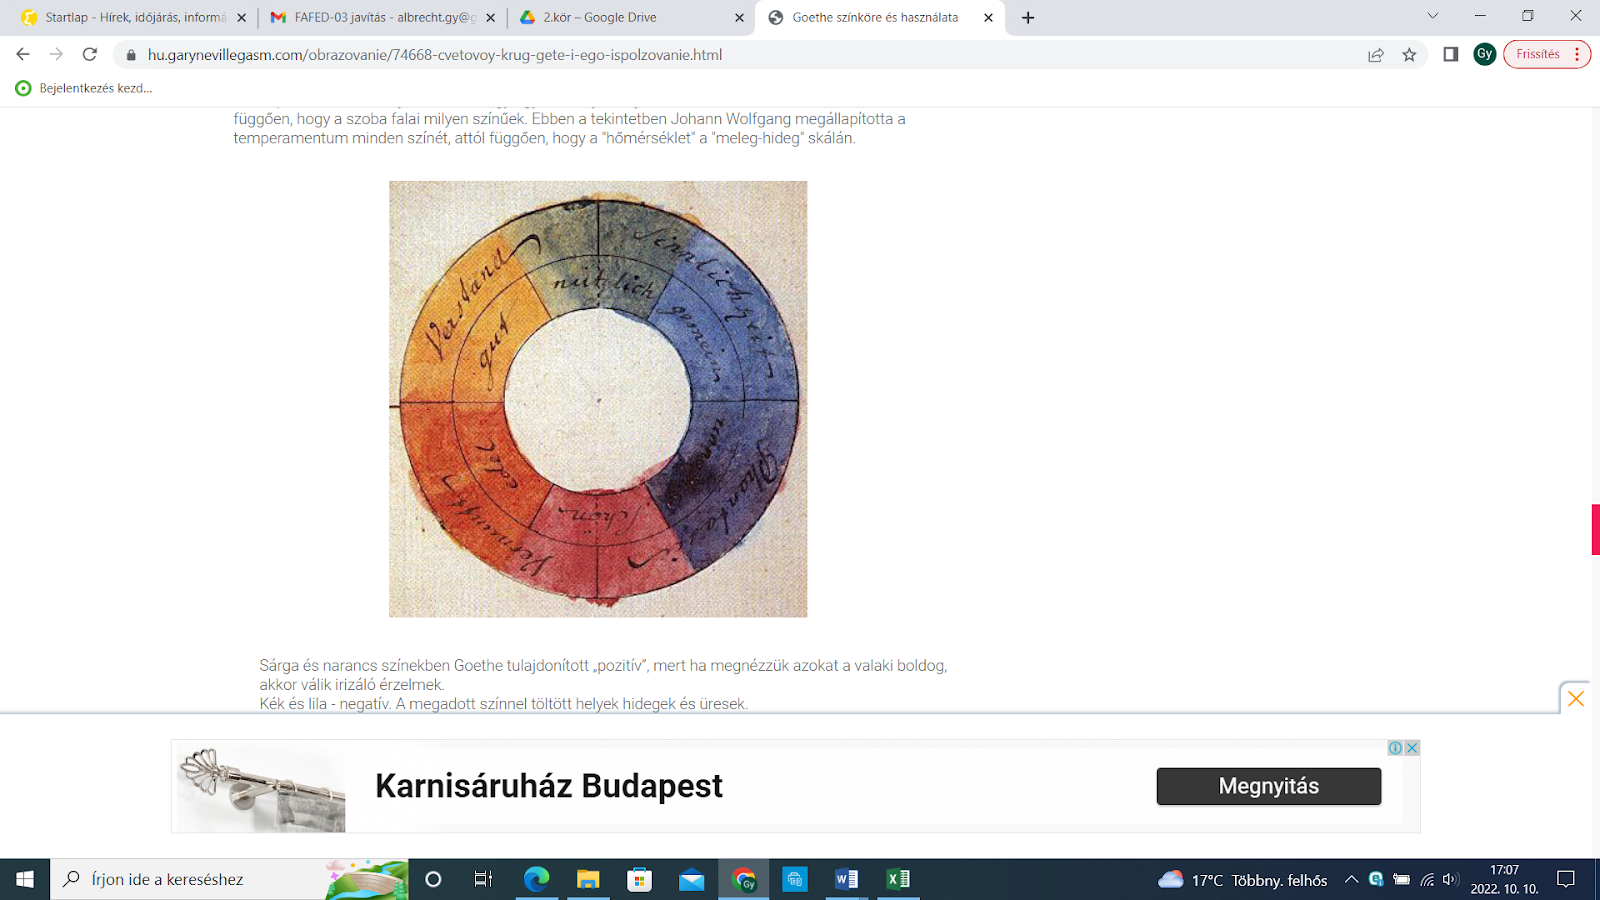 Startlap - Hírek, időjárás, informá
FAFED-03 javítás - albrecht.gy@g
2.kör – Google Drive
Goethe színköre és használata
hu.garynevillegasm.com/obrazovanie/74668-cvetovoy-krug-gete-i-ego-ispolzovanie.html
Gy
Frissítés
Bejelentkezés kezd...
függően, hogy a szoba falai milyen színűek. Ebben a tekintetben Johann Wolfgang megállapította a
temperamentum minden színét, attól függően, hogy a "hőmérséklet" a "meleg-hideg" skálán.
Verstand
Sinnlichkeit
nützlich
gut
gemein
edel
schön
Vernunft
Phantasie
Sárga és narancs színekben Goethe tulajdonított „pozitív", mert ha megnézzük azokat a valaki boldog,
akkor válik irizáló érzelmek.
Kék és lila - negatív. A megadott színnel töltött helyek hidegek és üresek.
Karnisáruház Budapest
Megnyitás
Írjon ide a kereséshez
17°C Többny. felhős
17:07
2022. 10. 10.